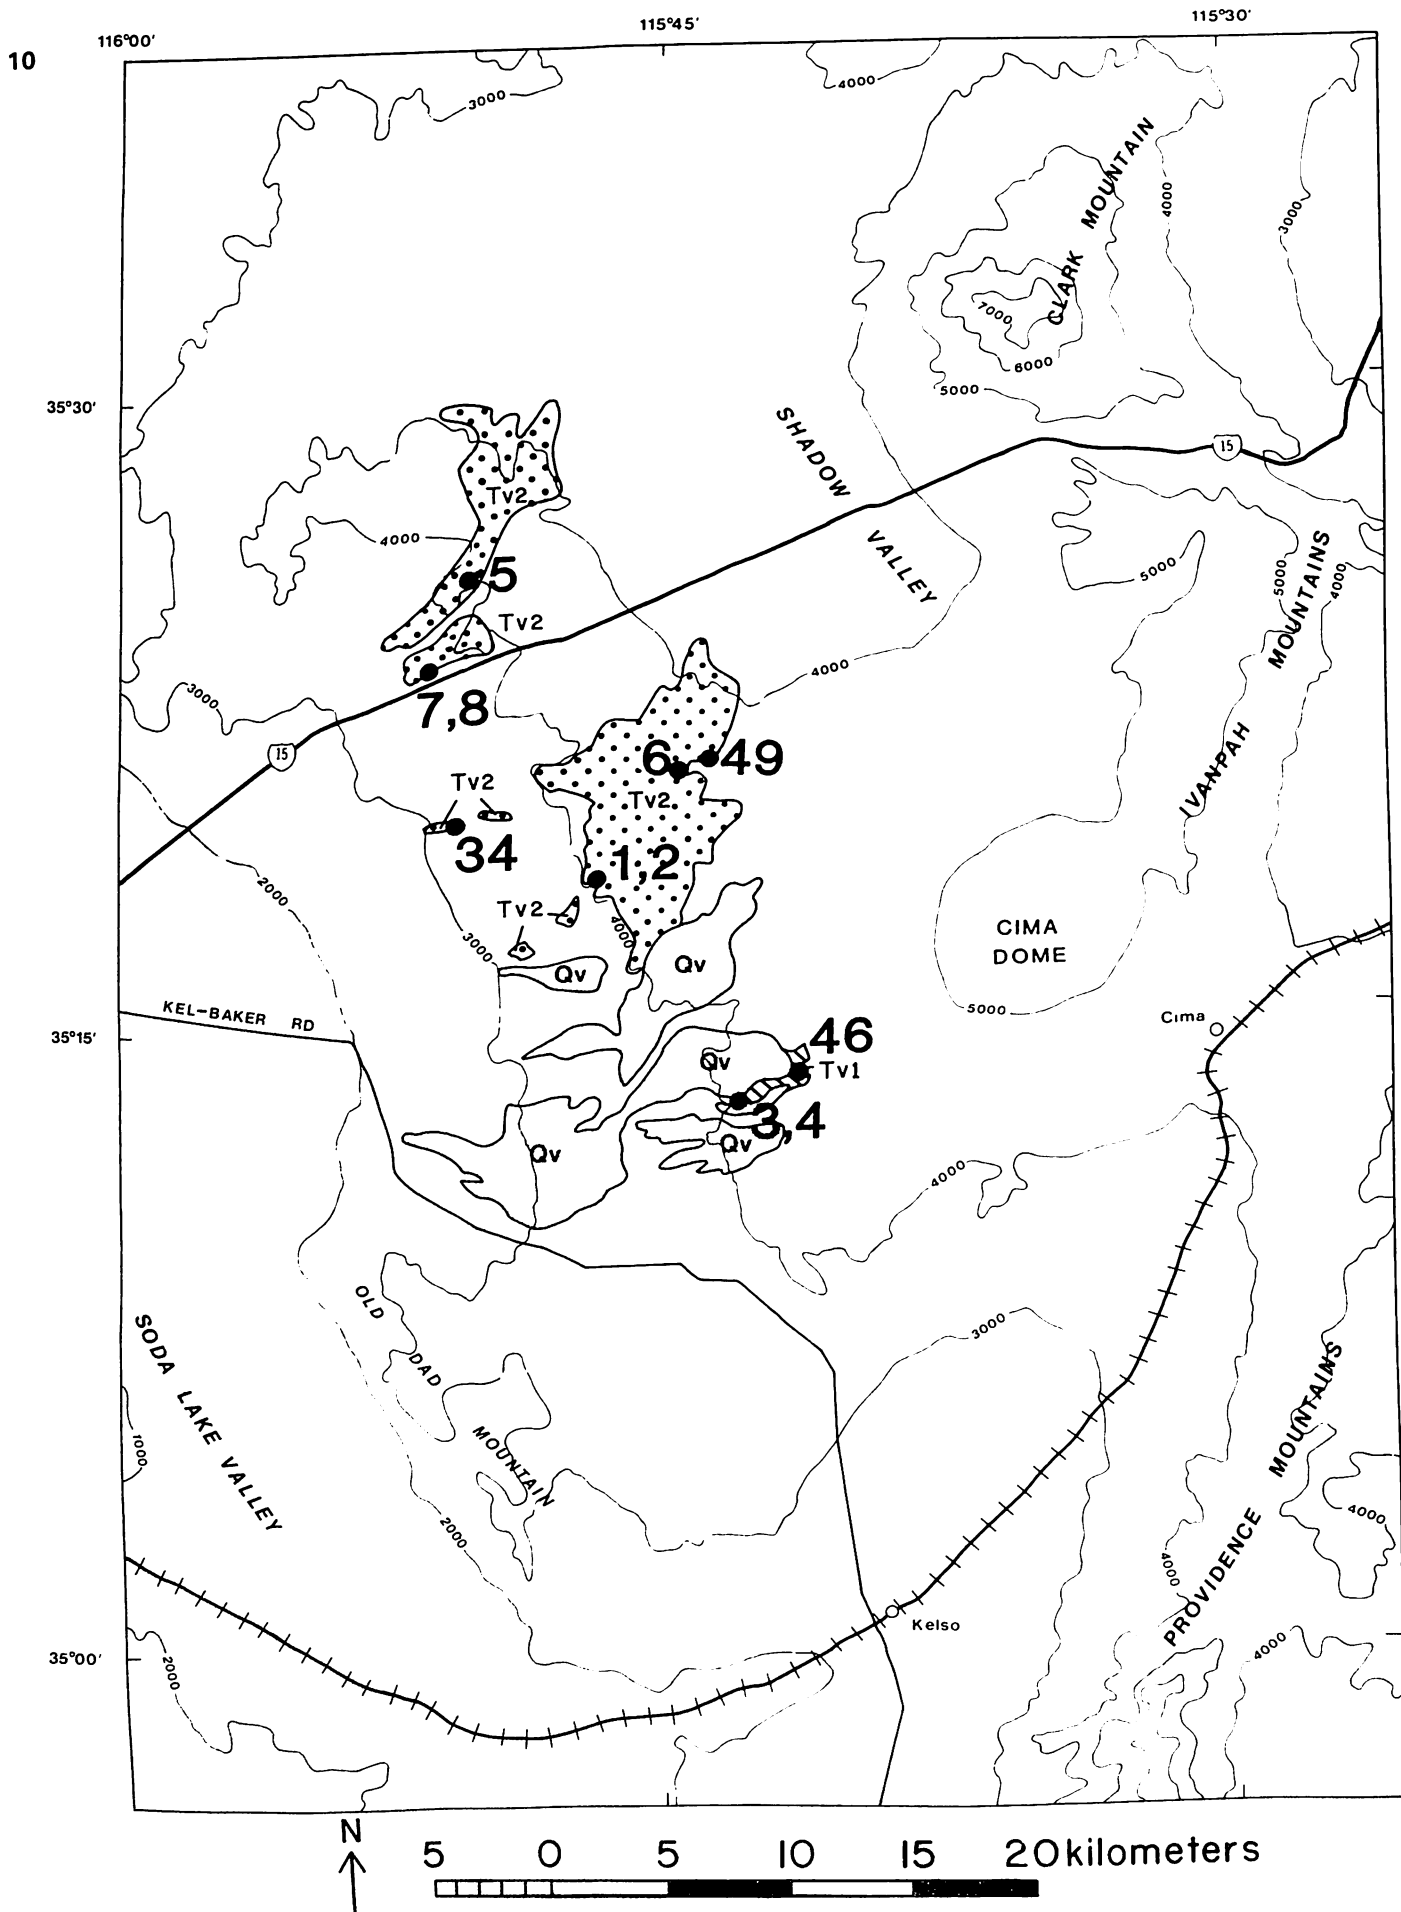 10
116°00′
115°45′
115°30′
3000
4000
4000
3000
CLARK MOUNTAIN
7000
6000
5000
35°30′
SHADOW VALLEY
15
Tv2
4000
5
Tv2
5000
5000
4000
IVANPAH MOUNTAINS
4000
3000
7,8
15
6
49
Tv2
Tv2
34
1,2
2000
Tv2
4000
3000
Qv
Qv
CIMA
DOME
5000
KEL-BAKER RD
35°15′
Cima
46
Qv
Tv1
3,4
Qv
Qv
4000
OLD DAD MOUNTAIN
SODA LAKE VALLEY
3000
1000
2000
PROVIDENCE MOUNTAINS
4000
4000
Kelso
35°00′
2000
4000
N
5 0 5 10 15 20 kilometers